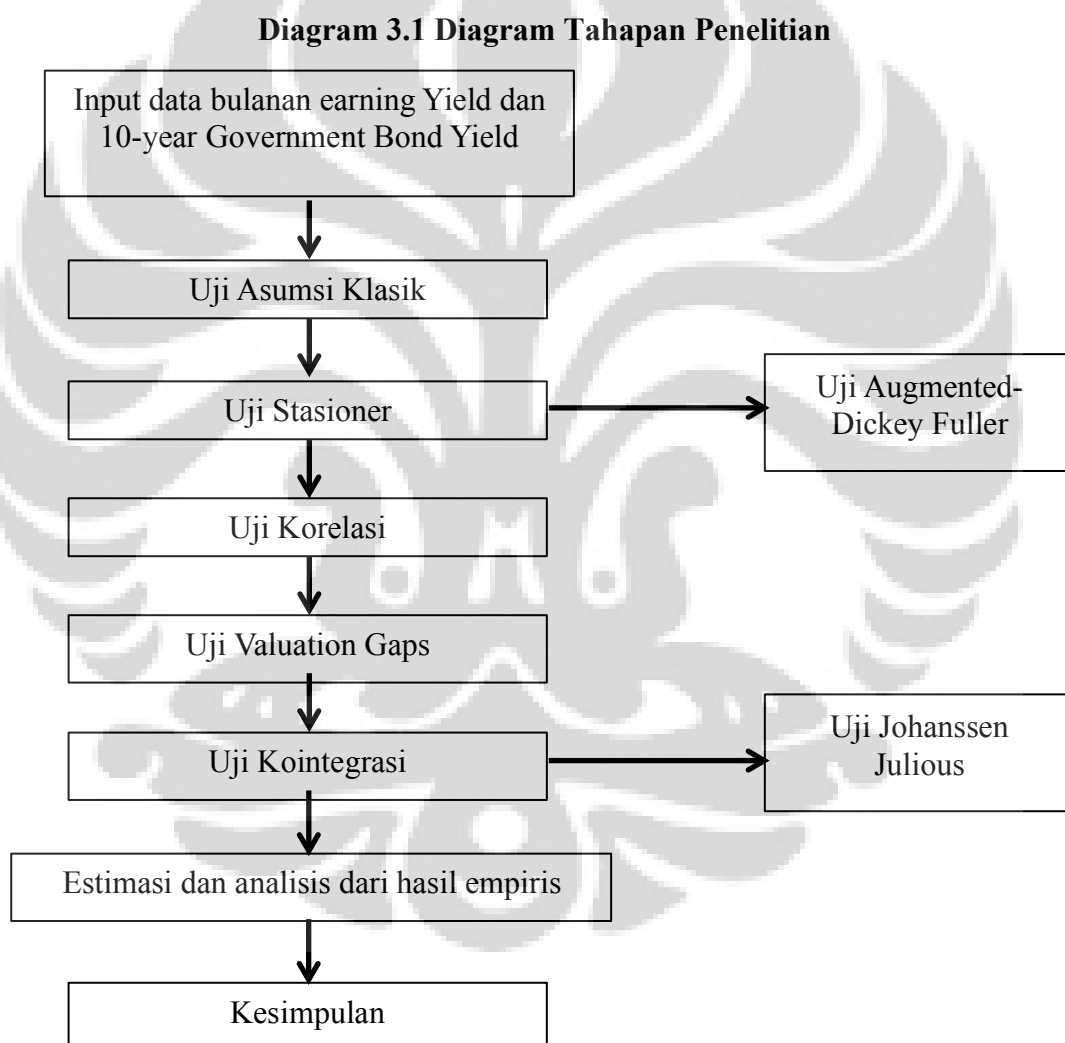 Diagram 3.1 Diagram Tahapan Penelitian
Input data bulanan earning Yield dan
10-year Government Bond Yield
Uji Asumsi Klasik
Uji Stasioner
Uji Augmented-
Dickey Fuller
Uji Korelasi
Uji Valuation Gaps
Uji Kointegrasi
Uji Johanssen
Julious
Estimasi dan analisis dari hasil empiris
Kesimpulan